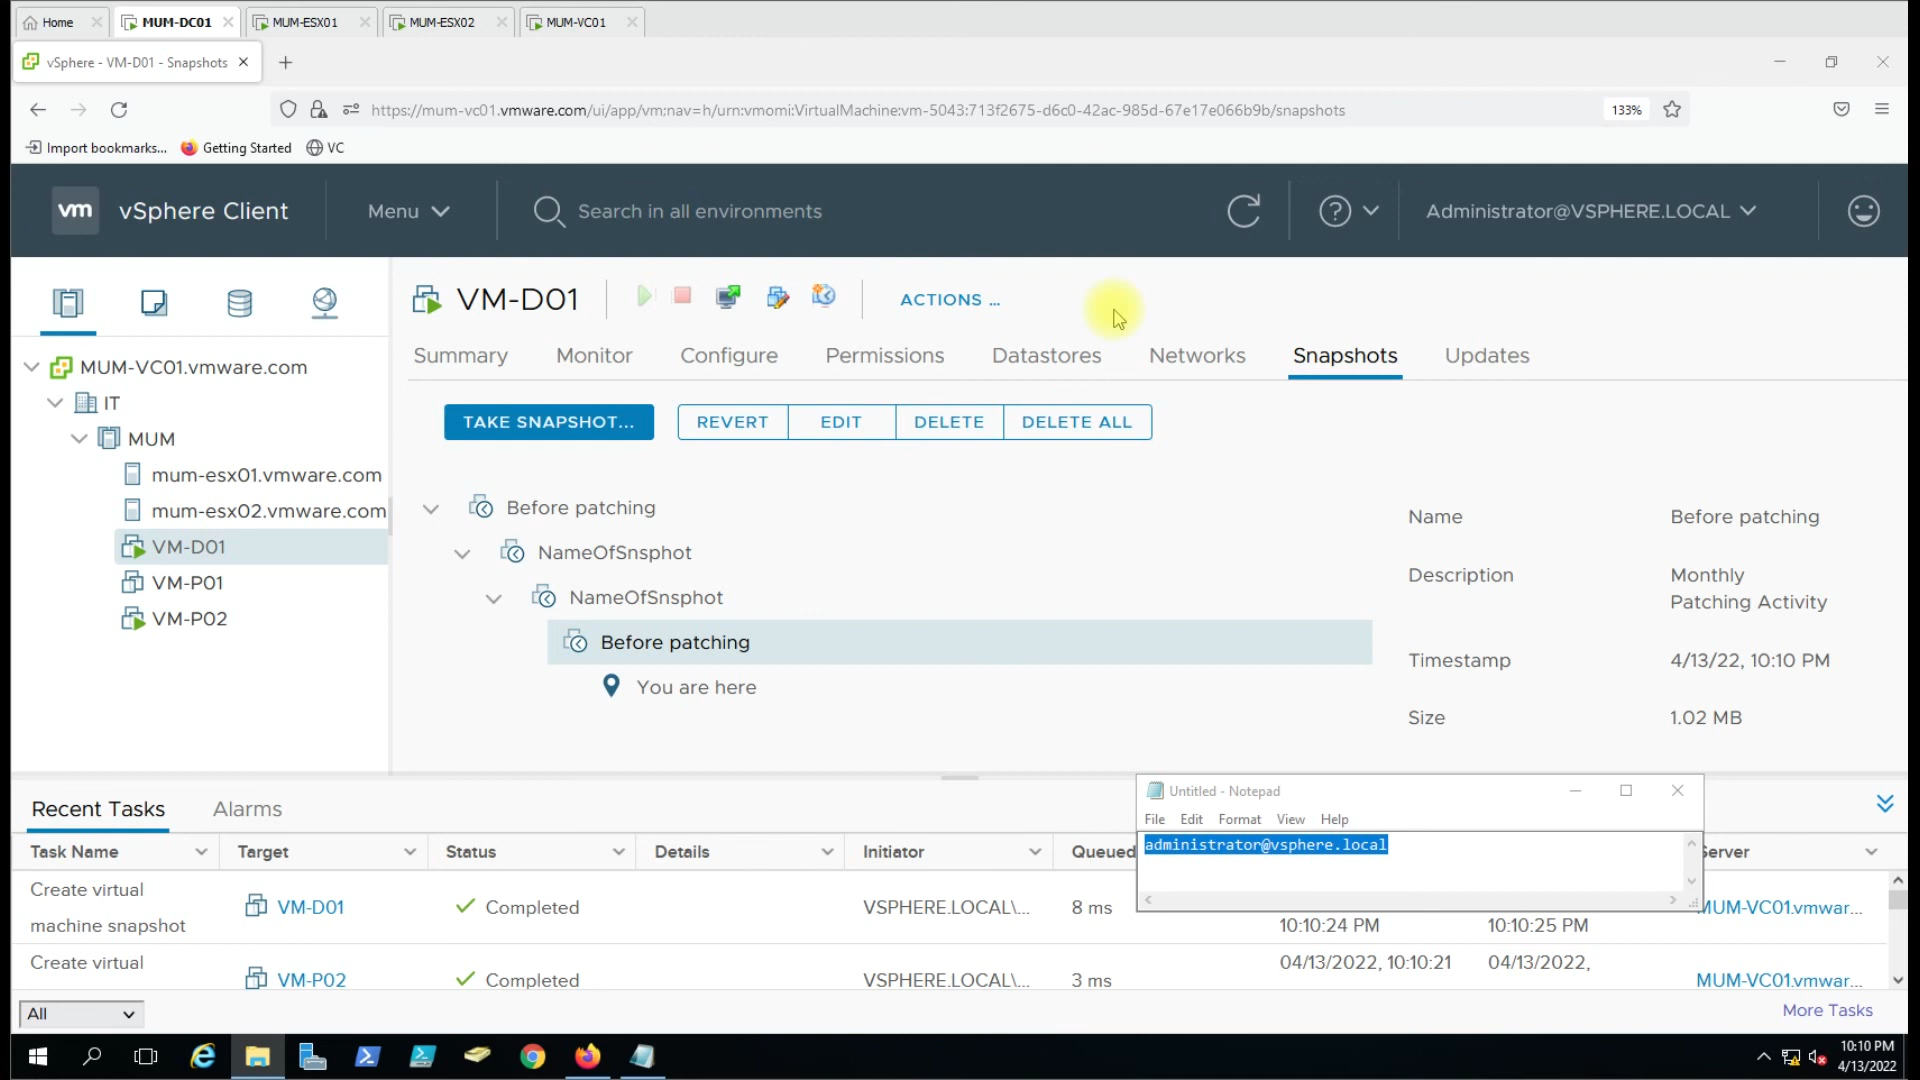 Home
MUM-DC01
MUM-ESX01
MUM-ESX02
MUM-VC01
vSphere - VM-D01 - Snapshots
https://mum-vc01.vmware.com/ui/app/vm;nav=h/urn:vmomi:VirtualMachine:vm-5043:713f2675-d6c0-42ac-985d-67e17e066b9b/snapshots
133%
Import bookmarks...
Getting Started
VC
vm
vSphere Client
Menu
Search in all environments
Administrator@VSPHERE.LOCAL
VM-D01
ACTIONS ...
Summary
Monitor
Configure
Permissions
Datastores
Networks
Snapshots
Updates
MUM-VC01.vmware.com
IT
MUM
mum-esx01.vmware.com
mum-esx02.vmware.com
VM-D01
VM-P01
VM-P02
TAKE SNAPSHOT...
REVERT
EDIT
DELETE
DELETE ALL
Before patching
NameOfSnsphot
NameOfSnsphot
Before patching
You are here
Name
Before patching
Description
Monthly
Patching Activity
Timestamp
4/13/22, 10:10 PM
Size
1.02 MB
Untitled - Notepad
File
Edit
Format
View
Help
administrator@vsphere.local
Recent Tasks
Alarms
Task Name
Target
Status
Details
Initiator
Queued
Server
Create virtual
machine snapshot
VM-D01
Completed
VSPHERE.LOCAL\...
8 ms
10:10:24 PM
10:10:25 PM
MUM-VC01.vmwar...
Create virtual
VM-P02
Completed
VSPHERE.LOCAL\...
3 ms
04/13/2022, 10:10:21
04/13/2022,
MUM-VC01.vmwar...
All
More Tasks
10:10 PM
4/13/2022